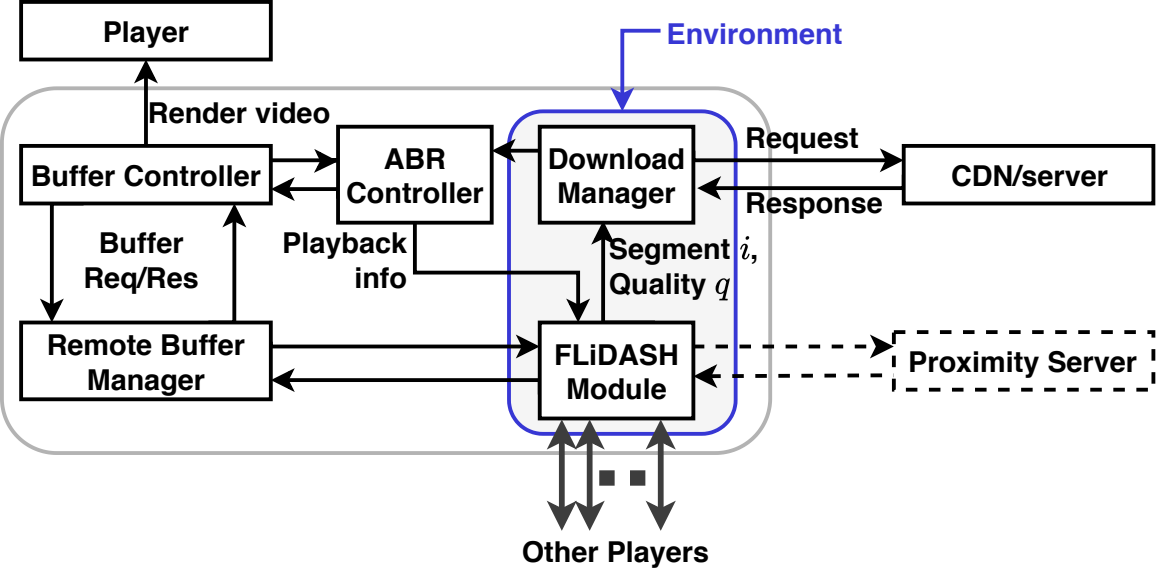 Player
Environment
Render video
Buffer Controller
ABR
Controller
Download
Manager
Request
Response
CDN/server
Buffer
Req/Res
Playback
info
Segment i,
Quality q
Remote Buffer
Manager
FLiDASH
Module
Proximity Server
Other Players